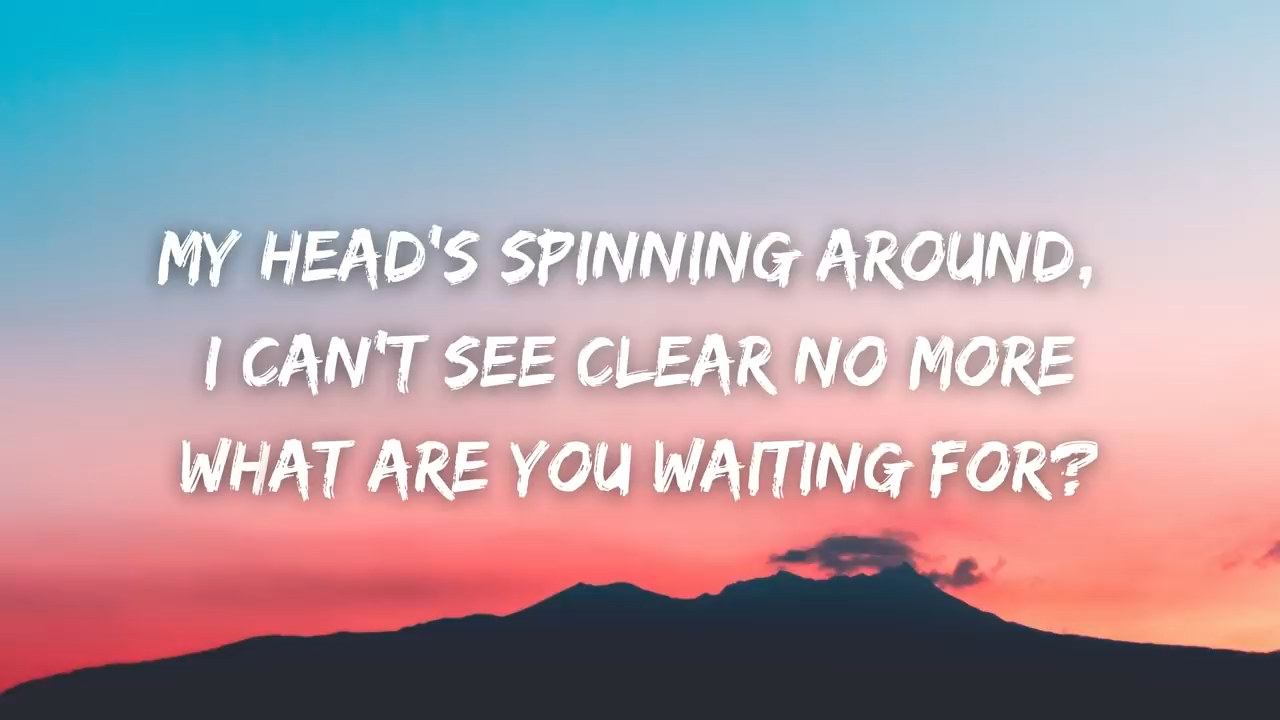 MY HEAD'S SPINNING AROUND,
I CAN'T SEE CLEAR NO MORE
WHAT ARE YOU WAITING FOR?